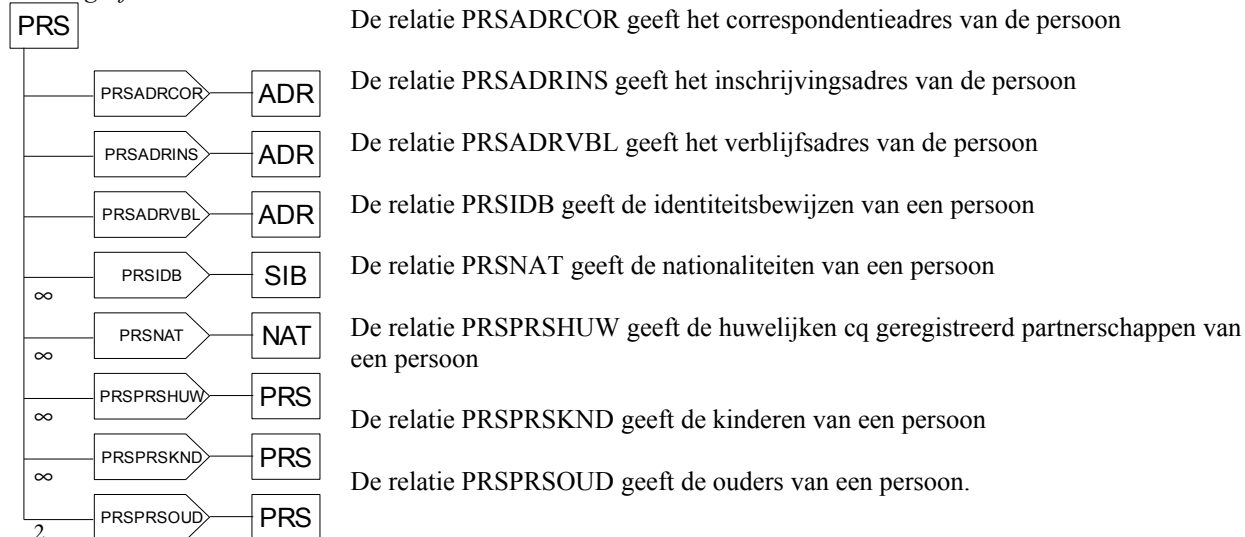 PRS
De relatie PRSADRCOR geeft het correspondentieadres van de persoon
PRSADRCOR
ADR
De relatie PRSADRINS geeft het inschrijvingsadres van de persoon
PRSADRINS
ADR
De relatie PRSADRVBL geeft het verblijfsadres van de persoon
PRSADRVBL
ADR
De relatie PRSIDB geeft de identiteitsbewijzen van een persoon
PRSIDB
SIB
De relatie PRSNAT geeft de nationaliteiten van een persoon
∞
PRSNAT
NAT
De relatie PRSPRSHUW geeft de huwelijken cq geregistreerd partnerschappen van
een persoon
∞
PRSPRSHUW
PRS
De relatie PRSPRSKND geeft de kinderen van een persoon
∞
PRSPRSKND
PRS
De relatie PRSPRSOUD geeft de ouders van een persoon.
∞
PRSPRSOUD
PRS
2